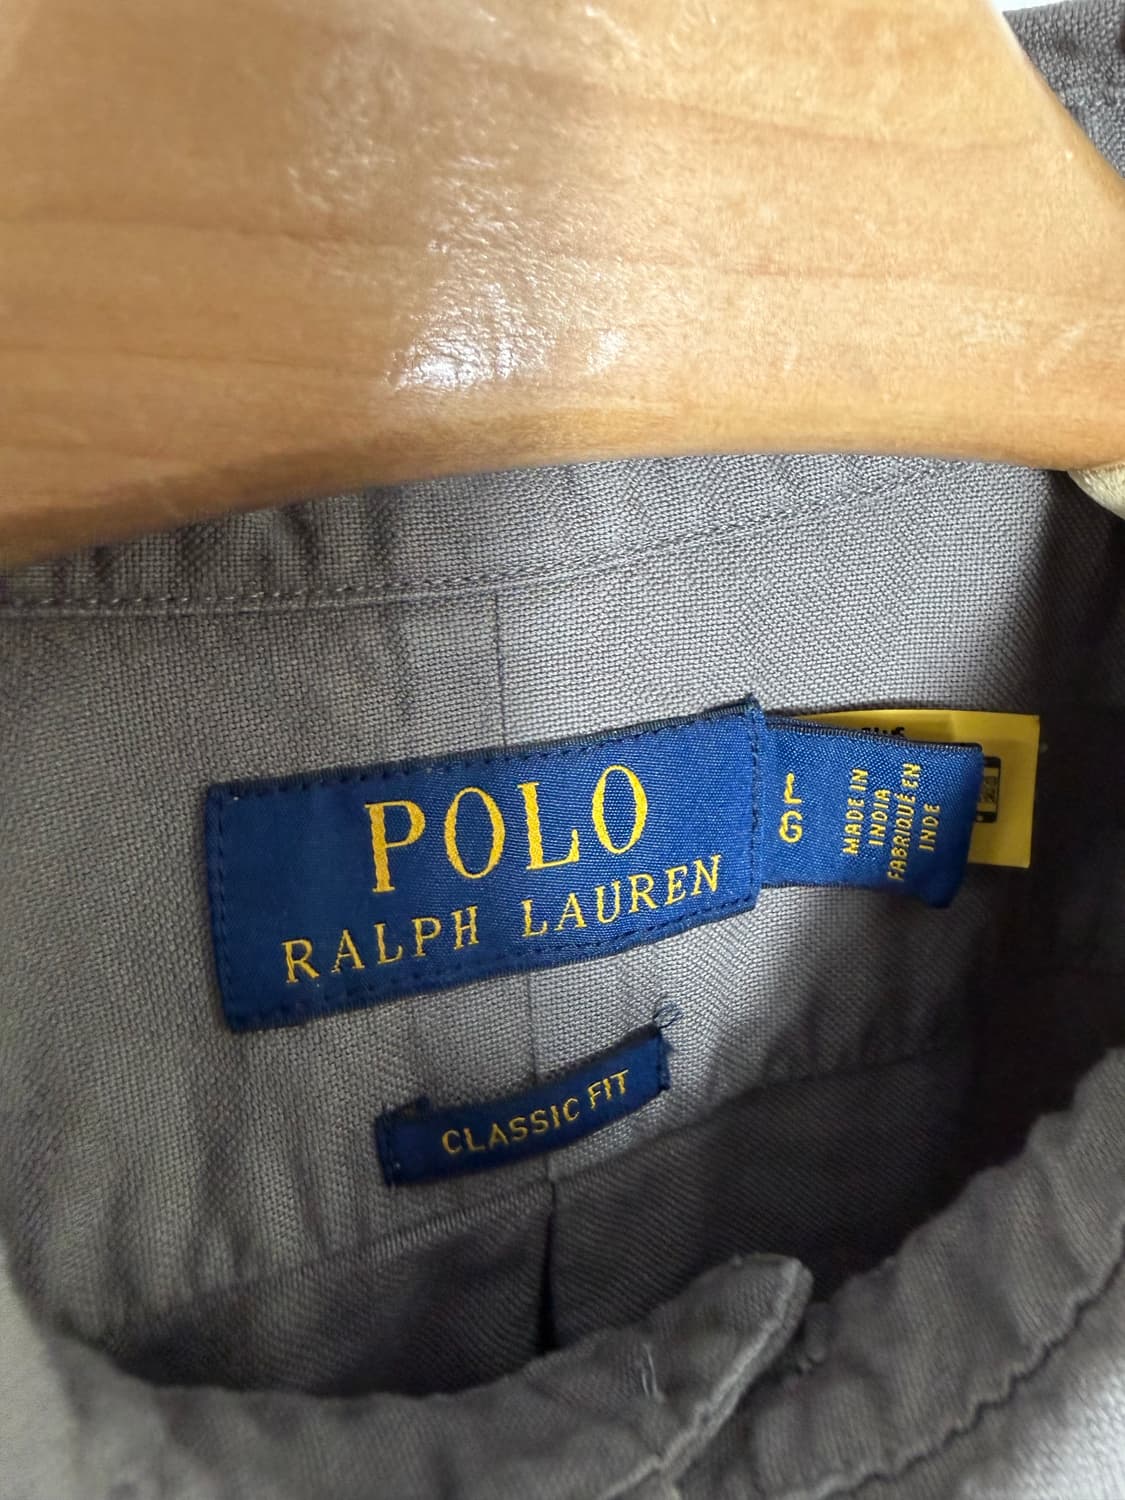 POLO
RALPH LAUREN
L
G
MADE IN
INDIA
FABRIQUÉ EN
INDE
CLASSIC FIT